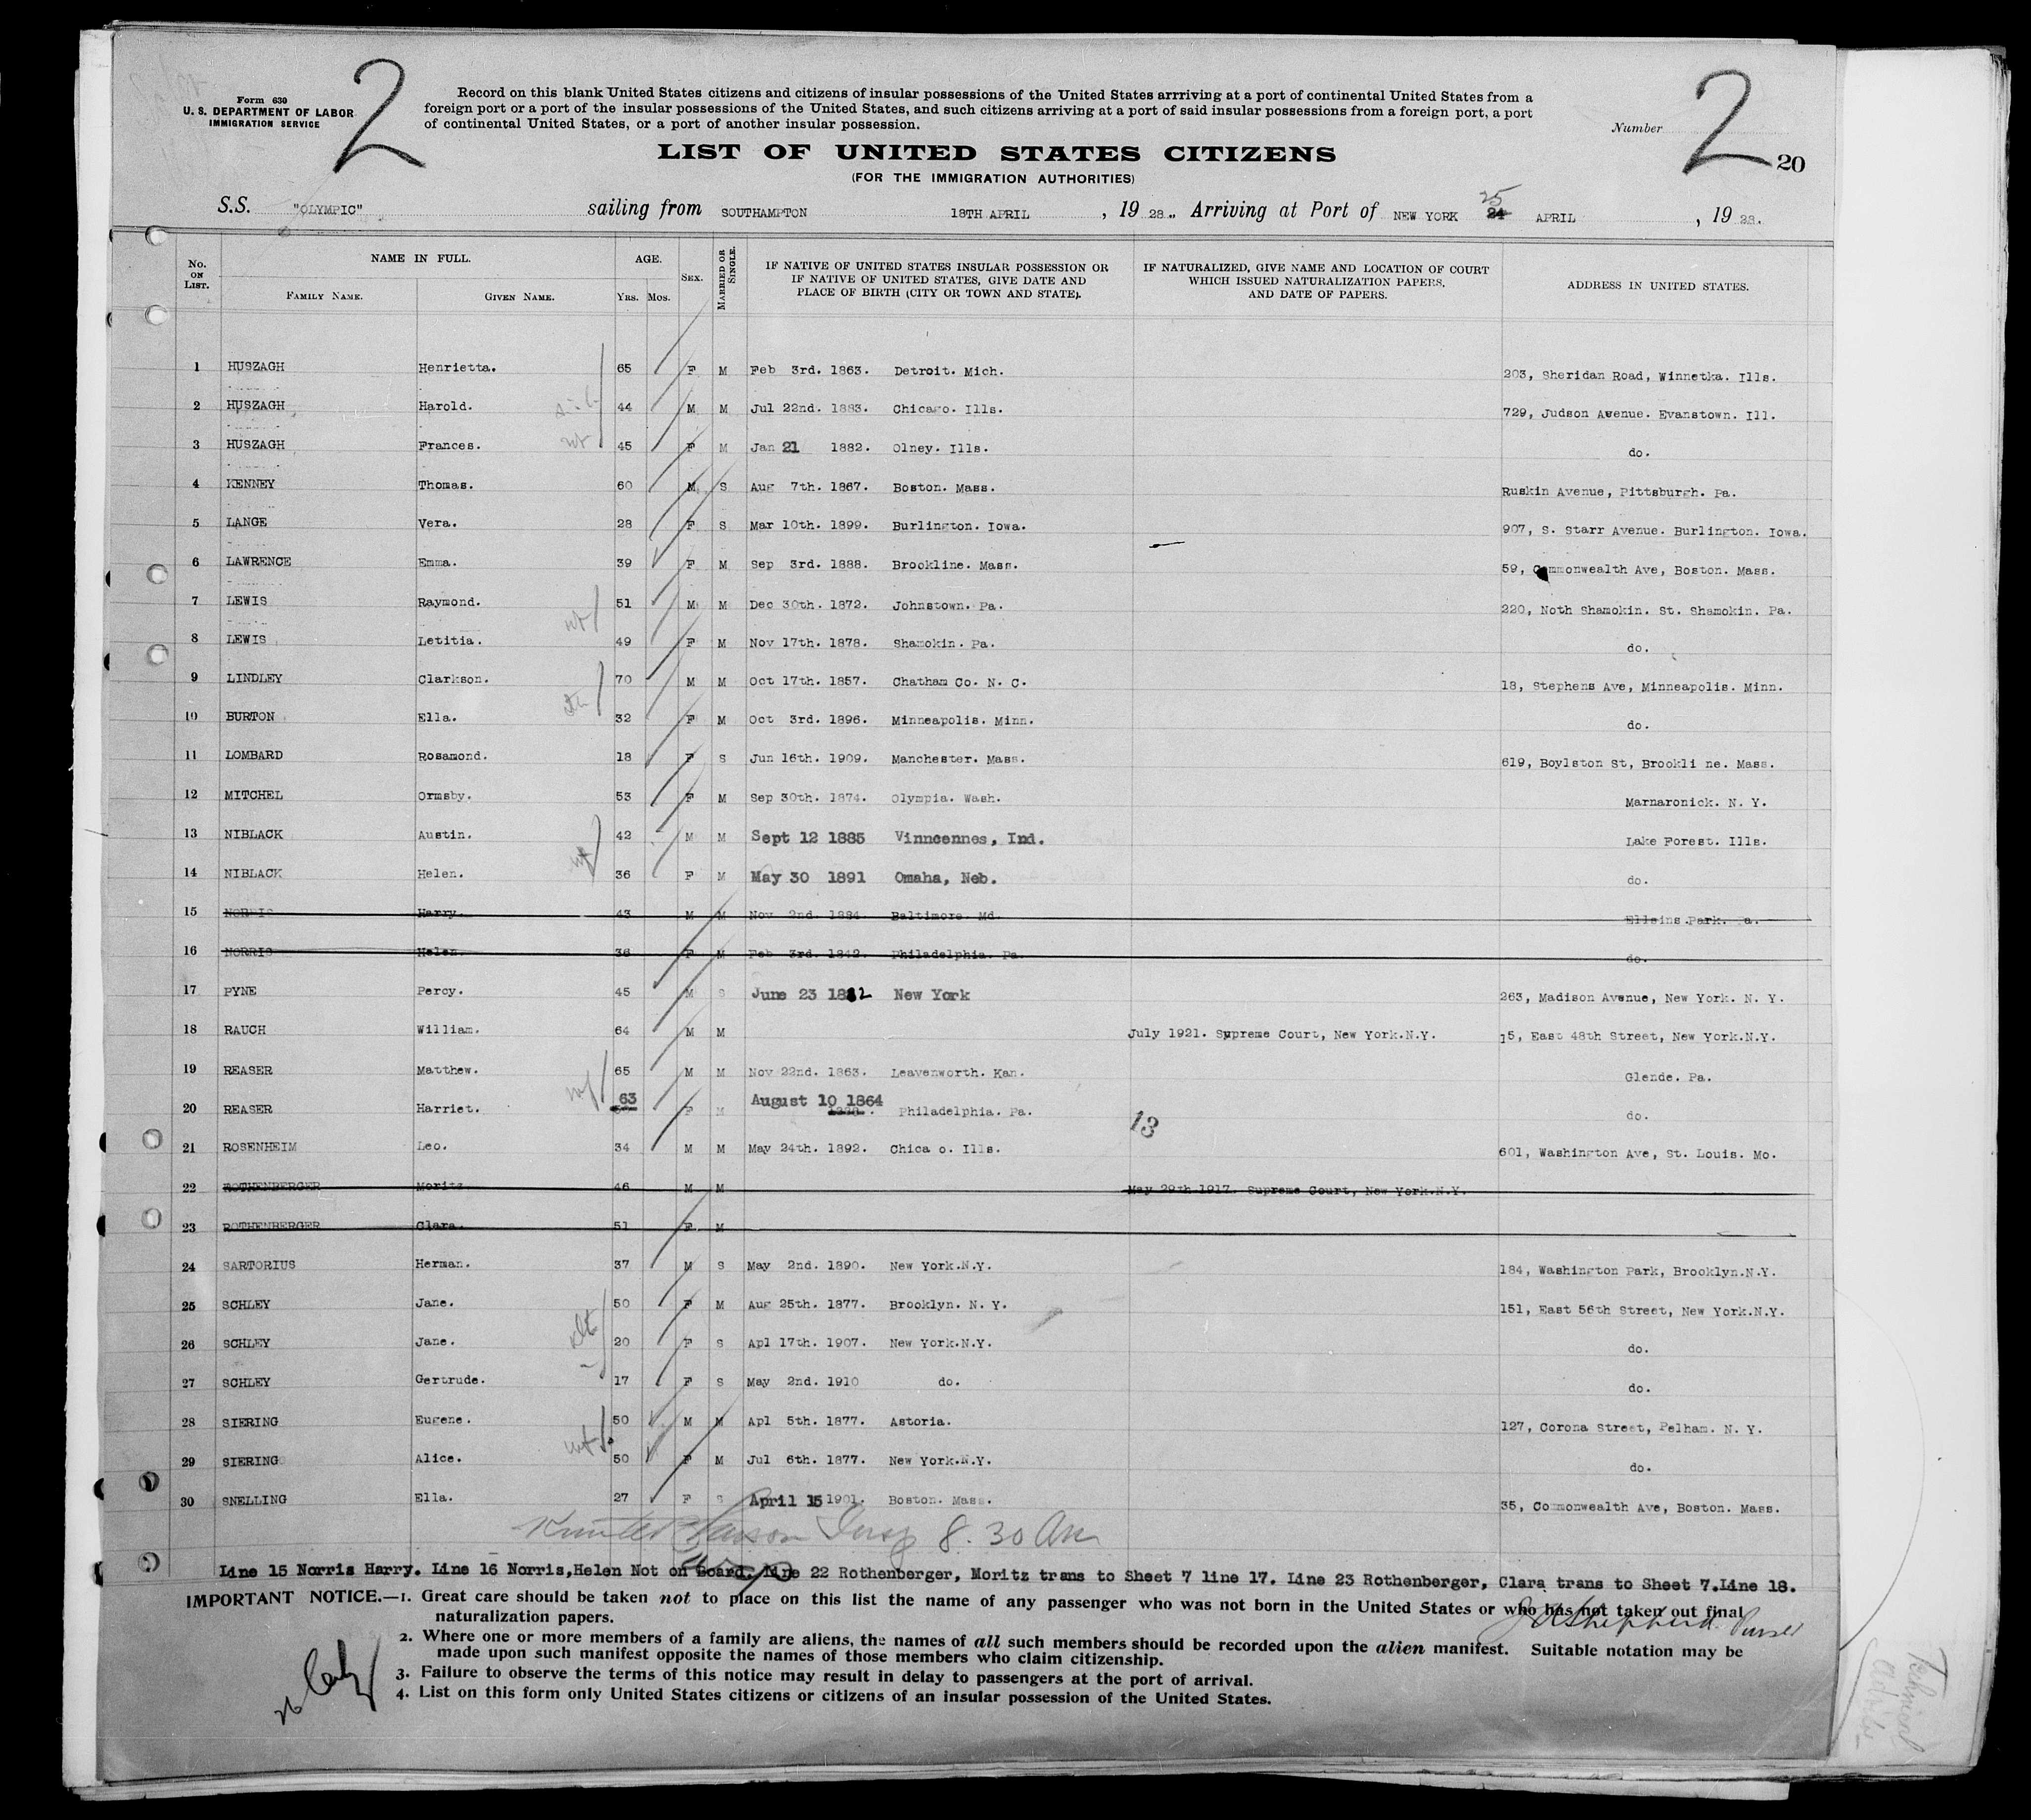 Form 630
U. S. DEPARTMENT OF LABOR
IMMIGRATION SERVICE
2
Record on this blank United States citizens and citizens of insular possessions of the United States arrriving at a port of continental United States from a
foreign port or a port of the insular possessions of the United States, and such citizens arriving at a port of said insular possessions from a foreign port, a port
of continental United States, or a port of another insular possession.
Number 2 20
LIST OF UNITED STATES CITIZENS
(FOR THE IMMIGRATION AUTHORITIES)
25
S.S. "OLYMPIC" sailing from SOUTHAMPTON 18TH APRIL , 19 28., Arriving at Port of NEW YORK 24 APRIL , 19 28.
No. ON LIST. NAME IN FULL. FAMILY NAME. GIVEN NAME. AGE. YRS. MOS. SEX. MARRIED OR SINGLE. IF NATIVE OF UNITED STATES INSULAR POSSESSION OR IF NATIVE OF UNITED STATES, GIVE DATE AND PLACE OF BIRTH (CITY OR TOWN AND STATE). IF NATURALIZED, GIVE NAME AND LOCATION OF COURT WHICH ISSUED NATURALIZATION PAPERS, AND DATE OF PAPERS. ADDRESS IN UNITED STATES.
1 HUSZAGH Henrietta. 65 F M Feb 3rd. 1863. Detroit. Mich. 203, Sheridan Road, Winnetka. Ills.
2 HUSZAGH Harold. 44 M M Jul 22nd. 1883. Chicago. Ills. 729, Judson Avenue. Evanstown. Ill.
3 HUSZAGH Frances. 45 F M Jan 21 1882. Olney. Ills. do.
4 KENNEY Thomas. 60 M S Aug 7th. 1867. Boston. Mass. Ruskin Avenue, Pittsburgh. Pa.
5 LANGE Vera. 28 F S Mar 10th. 1899. Burlington. Iowa. 907, S. Starr Avenue. Burlington. Iowa.
6 LAWRENCE Emma. 39 F M Sep 3rd. 1888. Brookline. Mass. 59, Commonwealth Ave, Boston. Mass.
7 LEWIS Raymond. 51 M M Dec 30th. 1872. Johnstown. Pa. 220, Noth Shamokin. St. Shamokin. Pa.
8 LEWIS Letitia. 49 F M Nov 17th. 1878. Shamokin. Pa. do.
9 LINDLEY Clarkson. 70 M M Oct 17th. 1857. Chatham Co. N. C. 18, Stephens Ave, Minneapolis. Minn.
10 BURTON Ella. 32 F M Oct 3rd. 1896. Minneapolis. Minn. do.
11 LOMBARD Rosamond. 18 F S Jun 16th. 1909. Manchester. Mass. 619, Boylston St, Brookli ne. Mass.
12 MITCHEL Ormsby. 53 F M Sep 30th. 1874. Olympia. Wash. Marnaronick. N. Y.
13 NIBLACK Austin. 42 M M Sept 12 1885 Vinncennes, Ind. Lake Forest. Ills.
14 NIBLACK Helen. 36 F M May 30 1891 Omaha, Neb. do.
15 NORRIS Harry. 43 M M Nov 2nd. 1884 Baltimore. Md. Elleins Park. Pa.
16 NORRIS Helen. 36 F M Feb 3rd. 1842. Philadelphia. Pa. do.
17 PYNE Percy. 45 M S June 23 1882 New York 263, Madison Avenue, New York. N. Y.
18 RAUCH William. 64 M M July 1921. Supreme Court, New York.N.Y. 15, East 48th Street, New York.N.Y.
19 REASER Matthew. 65 M M Nov 22nd. 1863. Leavenworth. Kan. Glende. Pa.
20 REASER Harriet. 63 F M August 10 1864 Philadelphia. Pa. do.
13
21 ROSENHEIM Leo. 34 M M May 24th. 1892. Chica o. Ills. 601, Washington Ave, St. Louis. Mo.
22 ROTHENBERGER Moritz 46 M M May 29th 1917. Supreme Court, New York.N.Y.
23 ROTHENBERGER Clara. 51 F M
24 SARTORIUS Herman. 37 M S May 2nd. 1890. New York.N.Y. 184, Washington Park, Brooklyn.N.Y.
25 SCHLEY Jane. 50 F M Aug 25th. 1877. Brooklyn. N. Y. 151, East 56th Street, New York.N.Y.
26 SCHLEY Jane. 20 F S Apl 17th. 1907. New York.N.Y. do.
27 SCHLEY Gertrude. 17 F S May 2nd. 1910 do. do.
28 SIERING Eugene. 50 M M Apl 5th. 1877. Astoria. 127, Corona Street, Pelham. N. Y.
29 SIERING Alice. 50 F M Jul 6th. 1877. New York.N.Y. do.
30 SNELLING Ella. 27 F S April 15 1901. Boston. Mass. 35, Commonwealth Ave, Boston. Mass.
8.30 Am
Line 15 Norris Harry. Line 16 Norris,Helen Not on Board. Line 22 Rothenberger, Moritz trans to Sheet 7 line 17. Line 23 Rothenberger, Clara trans to Sheet 7.Line 18.
IMPORTANT NOTICE.—1. Great care should be taken not to place on this list the name of any passenger who was not born in the United States or who has not taken out final
naturalization papers.
2. Where one or more members of a family are aliens, the names of all such members should be recorded upon the alien manifest. Suitable notation may be
made upon such manifest opposite the names of those members who claim citizenship.
3. Failure to observe the terms of this notice may result in delay to passengers at the port of arrival.
4. List on this form only United States citizens or citizens of an insular possession of the United States.